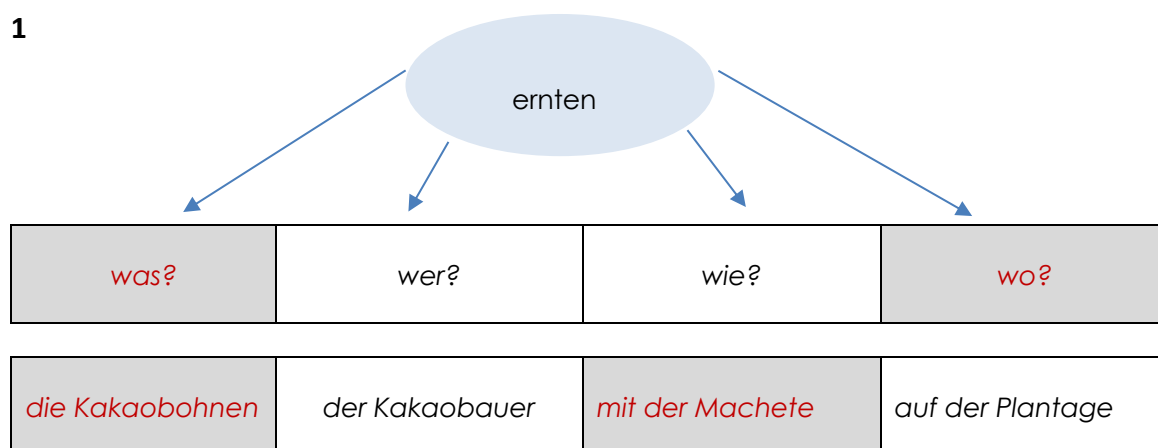 1
ernten
was? wer? wie? wo?
die Kakaobohnen der Kakaobauer mit der Machete auf der Plantage